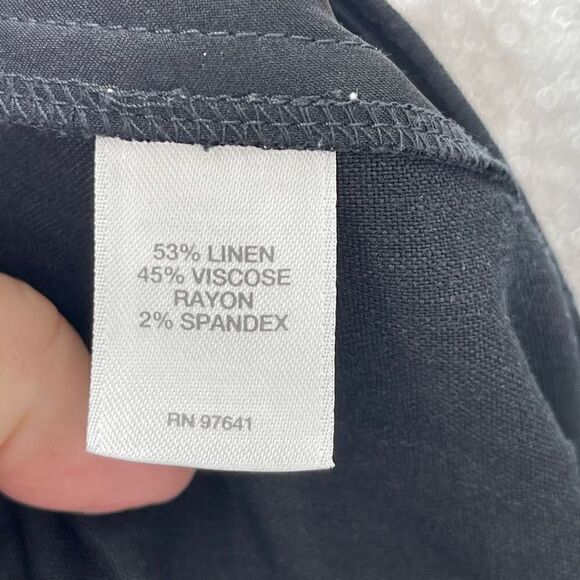 53% LINEN
45% VISCOSE
RAYON
2% SPANDEX
RN 97641